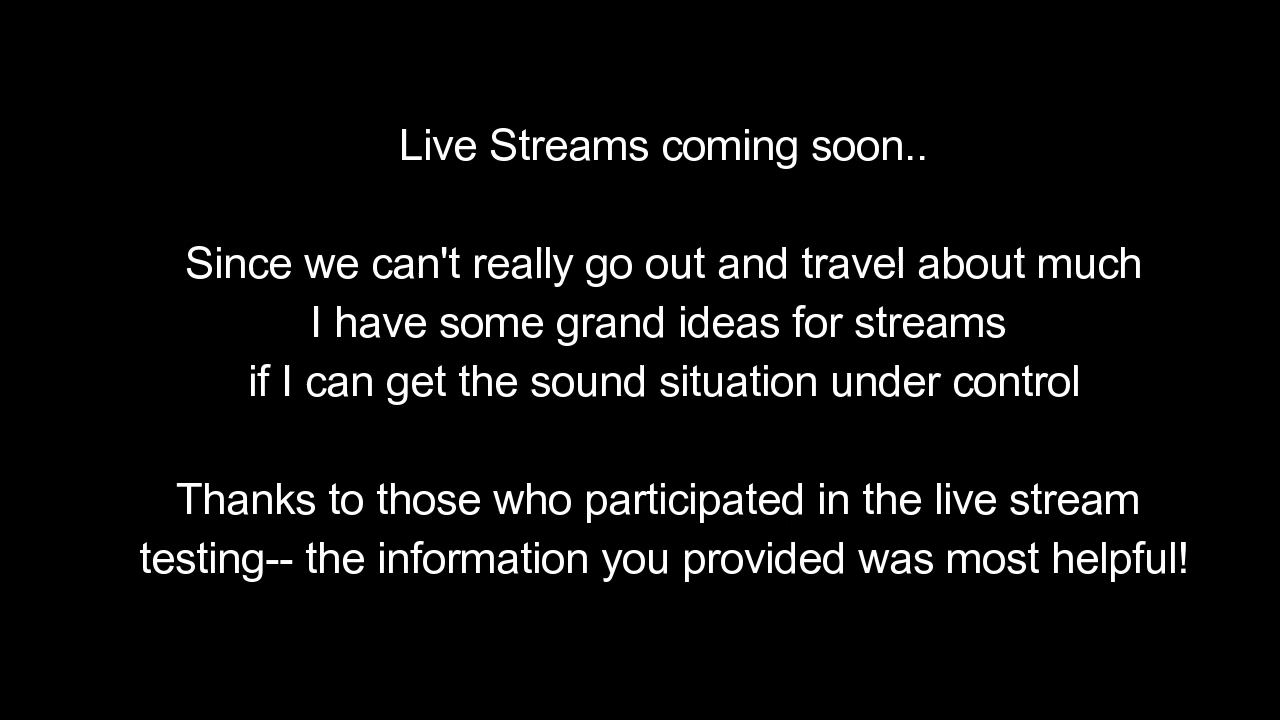 Live Streams coming soon..
Since we can't really go out and travel about much
I have some grand ideas for streams
if I can get the sound situation under control
Thanks to those who participated in the live stream
testing-- the information you provided was most helpful!